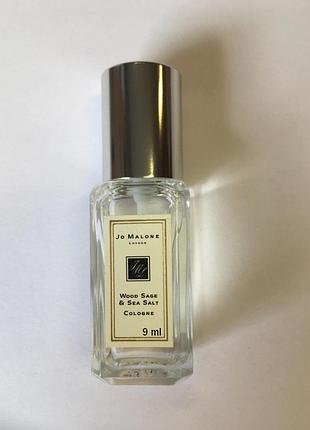 Jo Malone
London
Wood Sage
& Sea Salt
Cologne
9 ml